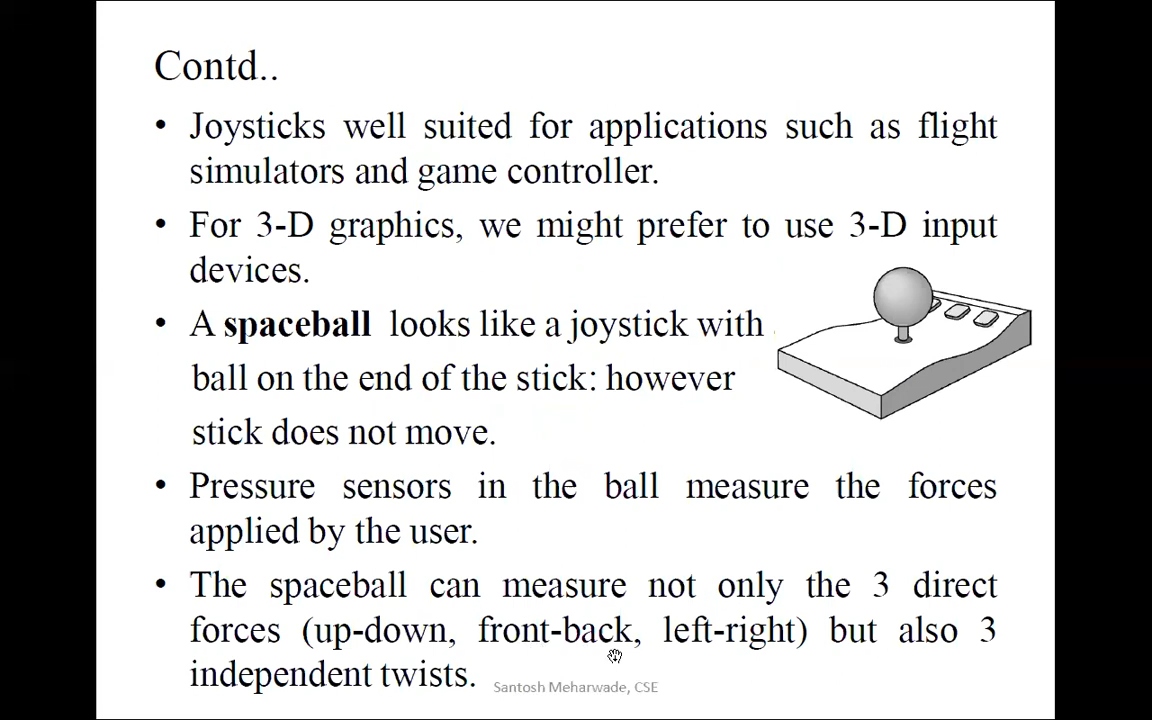 Contd..
• Joysticks well suited for applications such as flight
simulators and game controller.
• For 3-D graphics, we might prefer to use 3-D input
devices.
• A spaceball looks like a joystick with
ball on the end of the stick: however
stick does not move.
• Pressure sensors in the ball measure the forces
applied by the user.
• The spaceball can measure not only the 3 direct
forces (up-down, front-back, left-right) but also 3
independent twists.
Santosh Meharwade, CSE